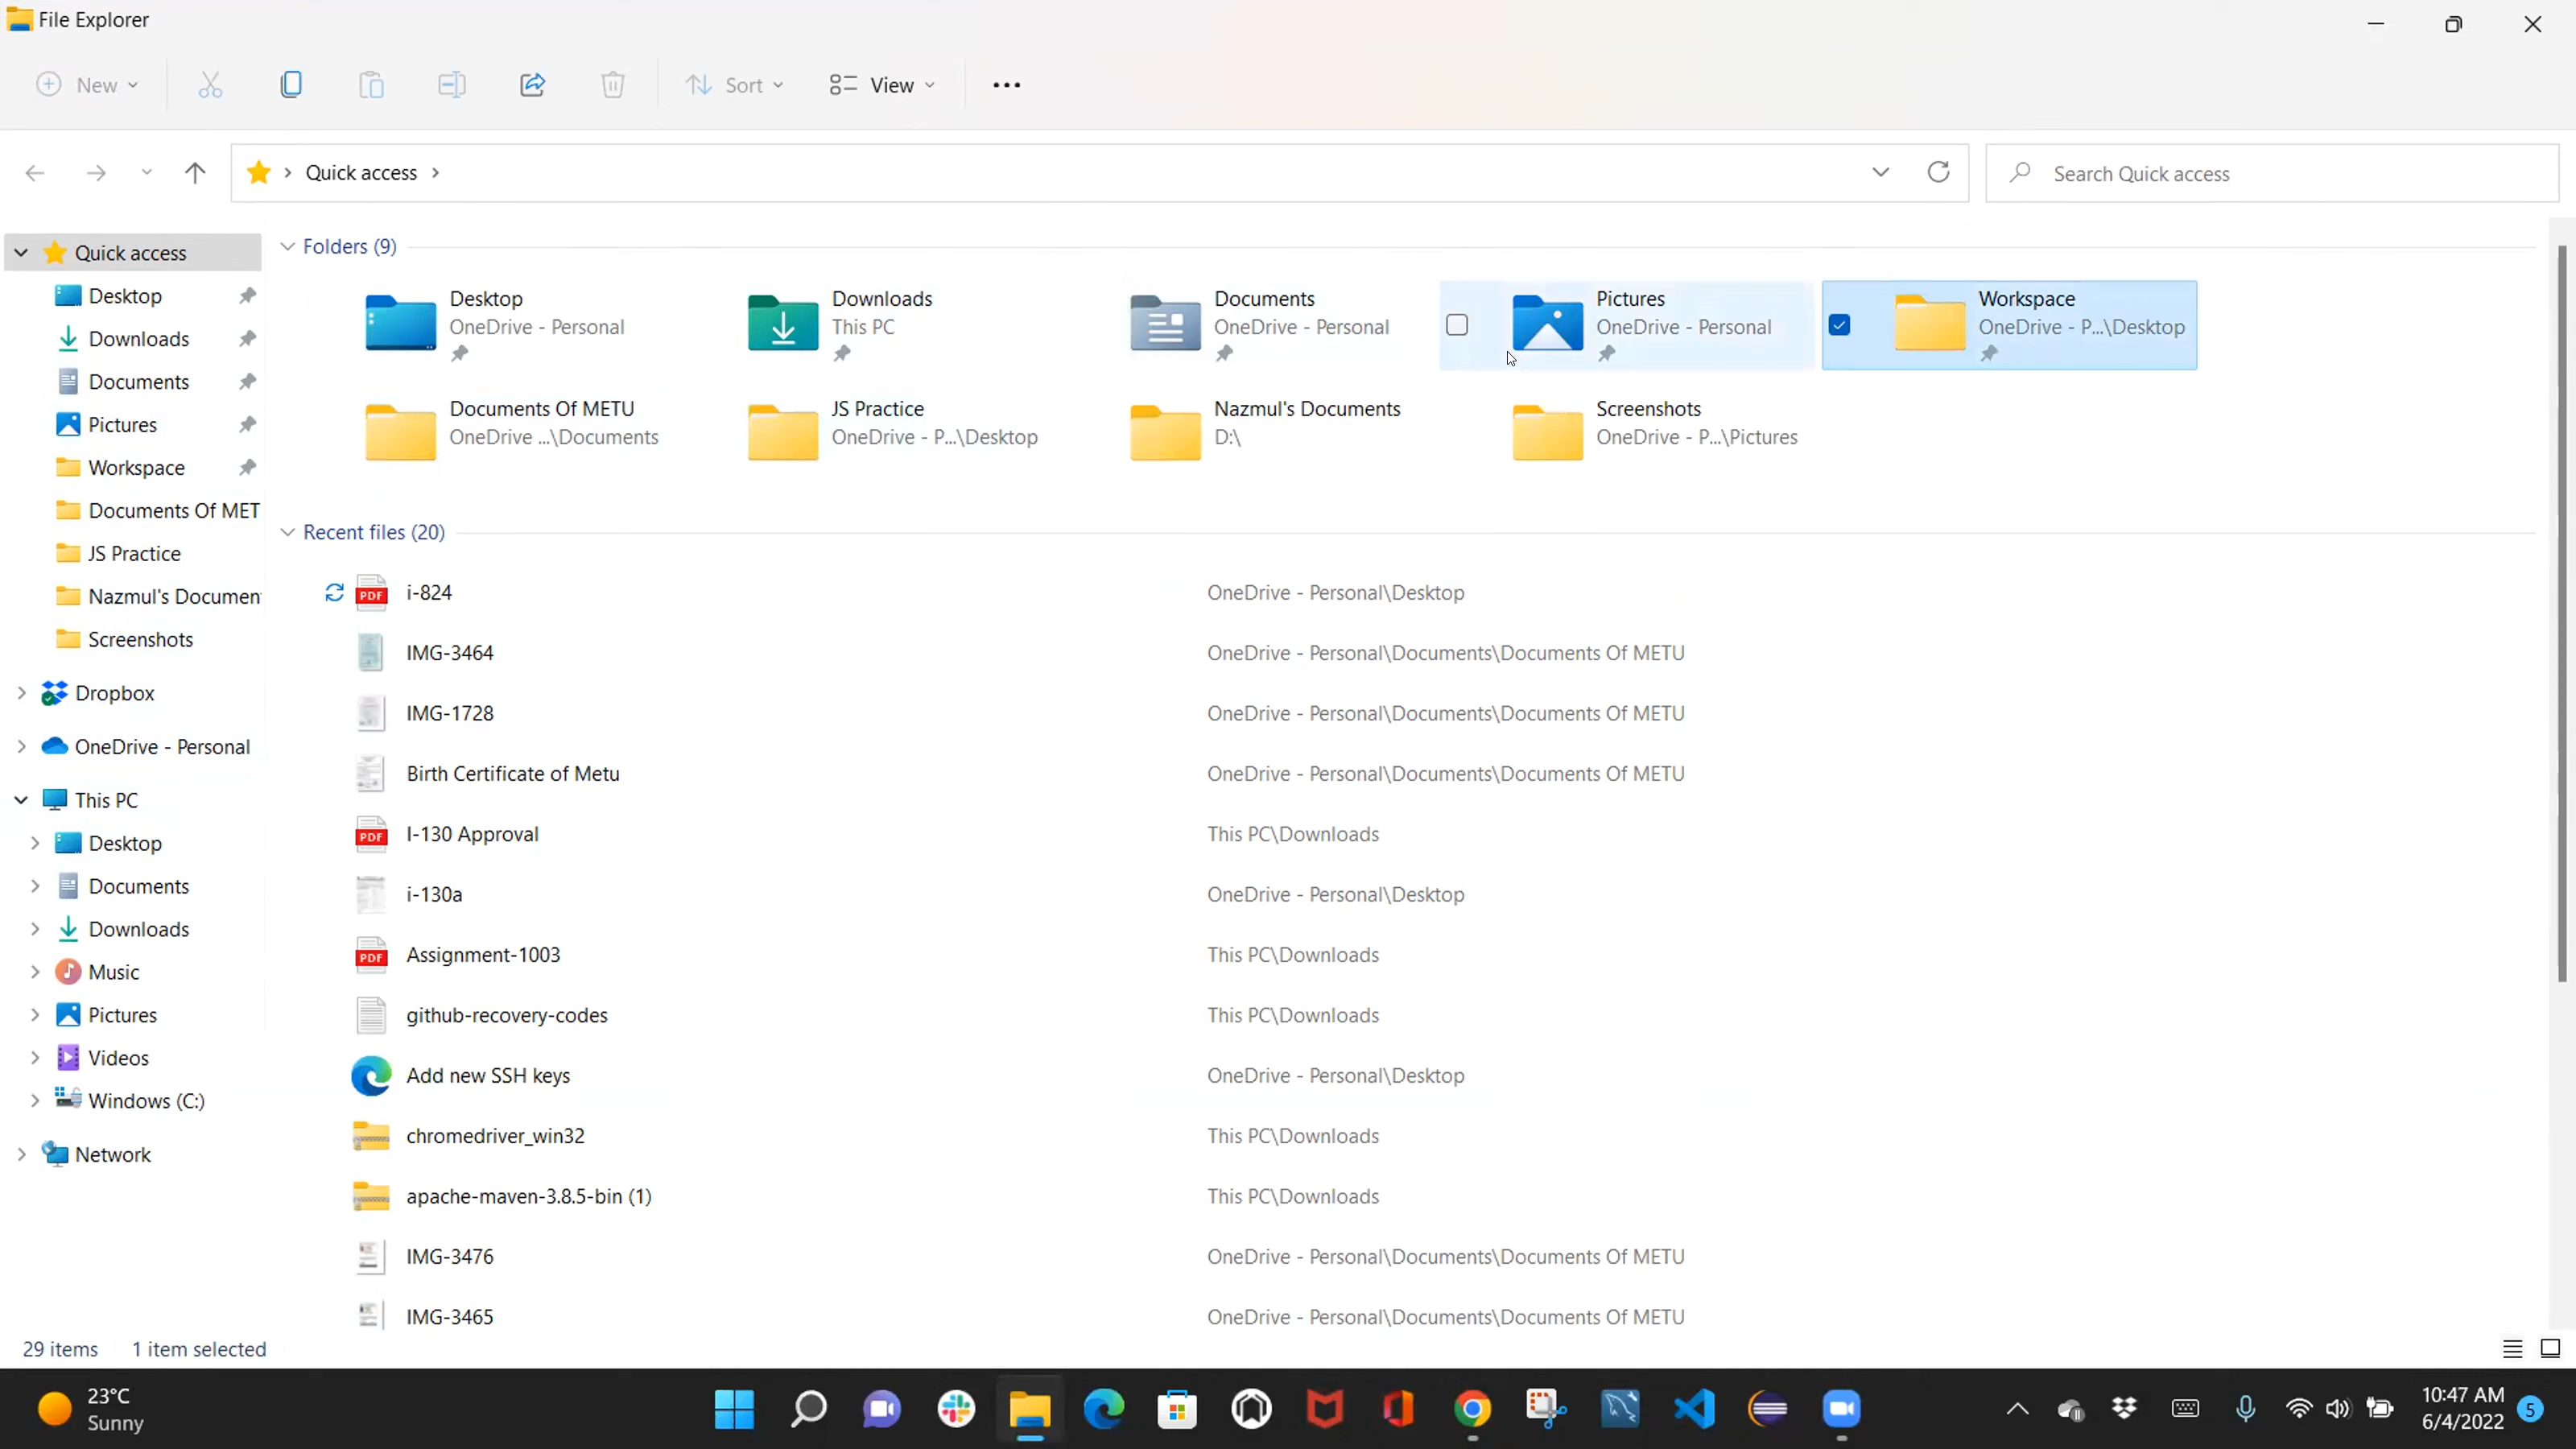 File Explorer
New
Sort
View
Quick access
Search Quick access
Quick access
Desktop
Downloads
Documents
Pictures
Workspace
Documents Of MET
JS Practice
Nazmul's Documen
Screenshots
Dropbox
OneDrive - Personal
This PC
Desktop
Documents
Downloads
Music
Pictures
Videos
Windows (C:)
Network
Folders (9)
Desktop
OneDrive - Personal
Downloads
This PC
Documents
OneDrive - Personal
Pictures
OneDrive - Personal
Workspace
OneDrive - P...\Desktop
Documents Of METU
OneDrive ...\Documents
JS Practice
OneDrive - P...\Desktop
Nazmul's Documents
D:\
Screenshots
OneDrive - P...\Pictures
Recent files (20)
PDF i-824 OneDrive - Personal\Desktop
IMG-3464 OneDrive - Personal\Documents\Documents Of METU
IMG-1728 OneDrive - Personal\Documents\Documents Of METU
Birth Certificate of Metu OneDrive - Personal\Documents\Documents Of METU
PDF I-130 Approval This PC\Downloads
i-130a OneDrive - Personal\Desktop
PDF Assignment-1003 This PC\Downloads
github-recovery-codes This PC\Downloads
Add new SSH keys OneDrive - Personal\Desktop
chromedriver_win32 This PC\Downloads
apache-maven-3.8.5-bin (1) This PC\Downloads
IMG-3476 OneDrive - Personal\Documents\Documents Of METU
IMG-3465 OneDrive - Personal\Documents\Documents Of METU
29 items 1 item selected
23°C
Sunny
10:47 AM
6/4/2022
5